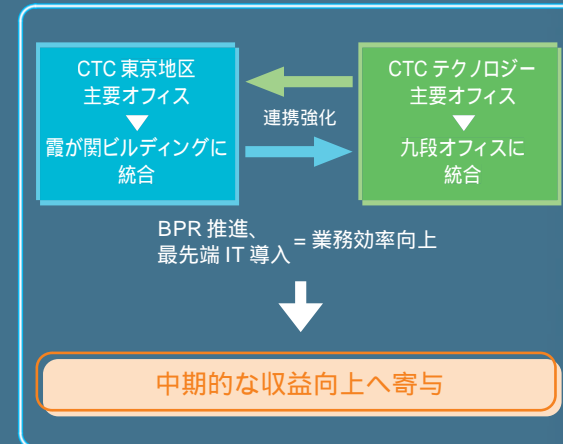 CTC 東京地区
主要オフィス
霞が関ビルディングに
統合
連携強化
CTC テクノロジー
主要オフィス
九段オフィスに
統合
BPR 推進、
最先端 IT 導入
= 業務効率向上
中期的な収益向上へ寄与